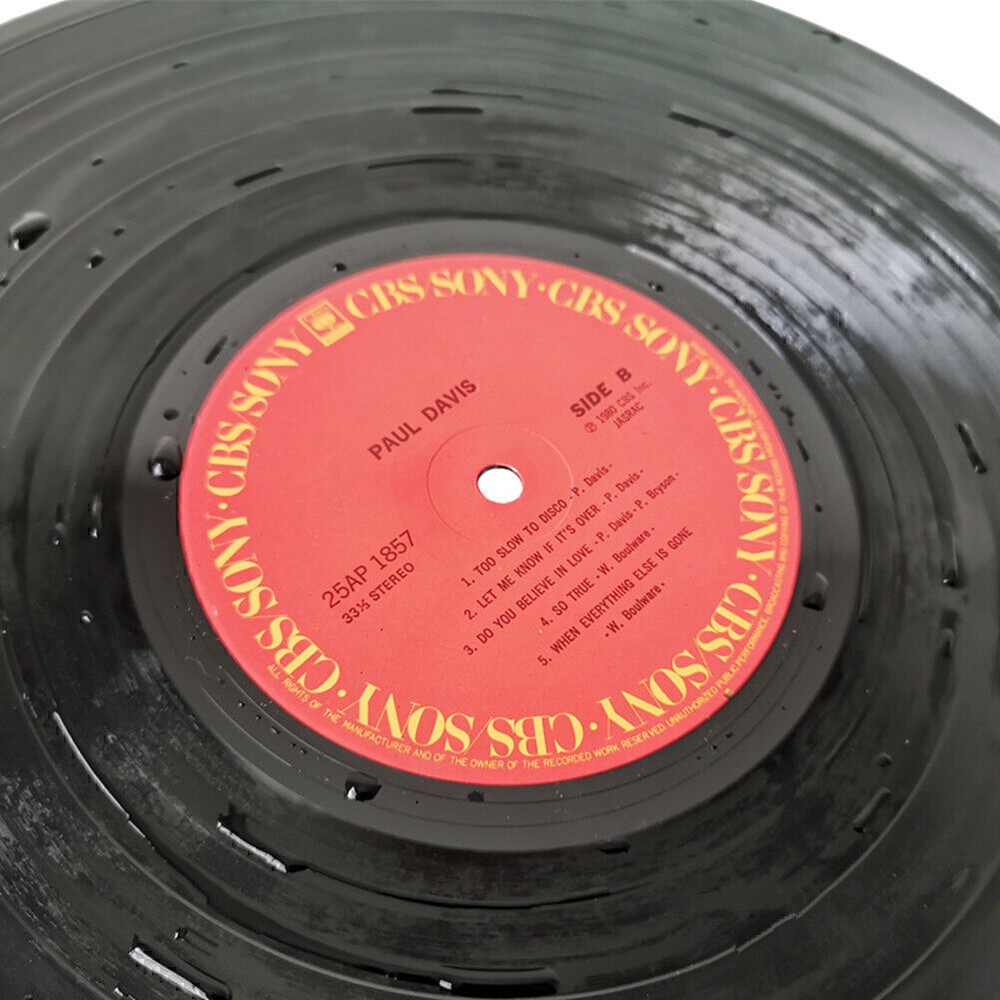 CBS/SONY · CBS/SONY · CBS/SONY · CBS/SONY · CBS/SONY · CBS/SONY · CBS/SONY · CBS/SONY
PAUL DAVIS
SIDE B
Ⓟ 1980 CBS Inc.
JASRAC
25AP 1857
33⅓ STEREO
1. TOO SLOW TO DISCO - P. Davis -
2. LET ME KNOW IF IT'S OVER - P. Davis -
3. DO YOU BELIEVE IN LOVE - P. Davis - P. Bryson -
4. SO TRUE - W. Boulware -
5. WHEN EVERYTHING ELSE IS GONE
- W. Boulware -
ALL RIGHTS OF THE MANUFACTURER AND OF THE OWNER OF THE RECORDED WORK RESERVED. UNAUTHORIZED PUBLIC PERFORMANCE, BROADCASTING AND COPYING OF